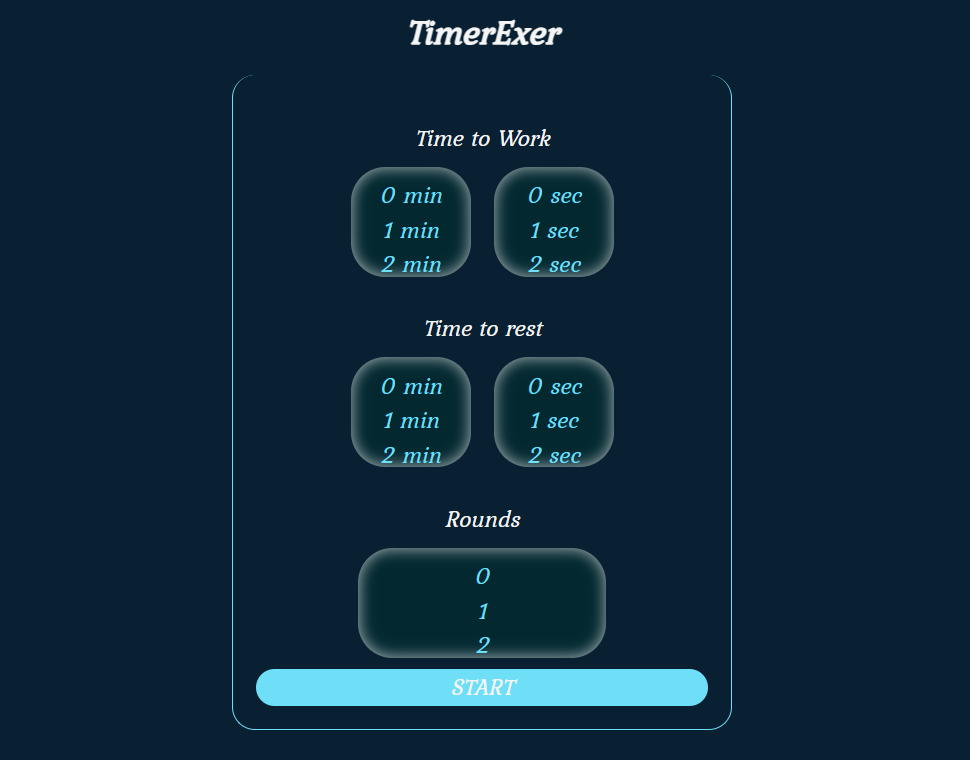 TimerExer
Time to Work
0 min 0 sec
1 min 1 sec
2 min 2 sec
Time to rest
0 min 0 sec
1 min 1 sec
2 min 2 sec
Rounds
0
1
2
START